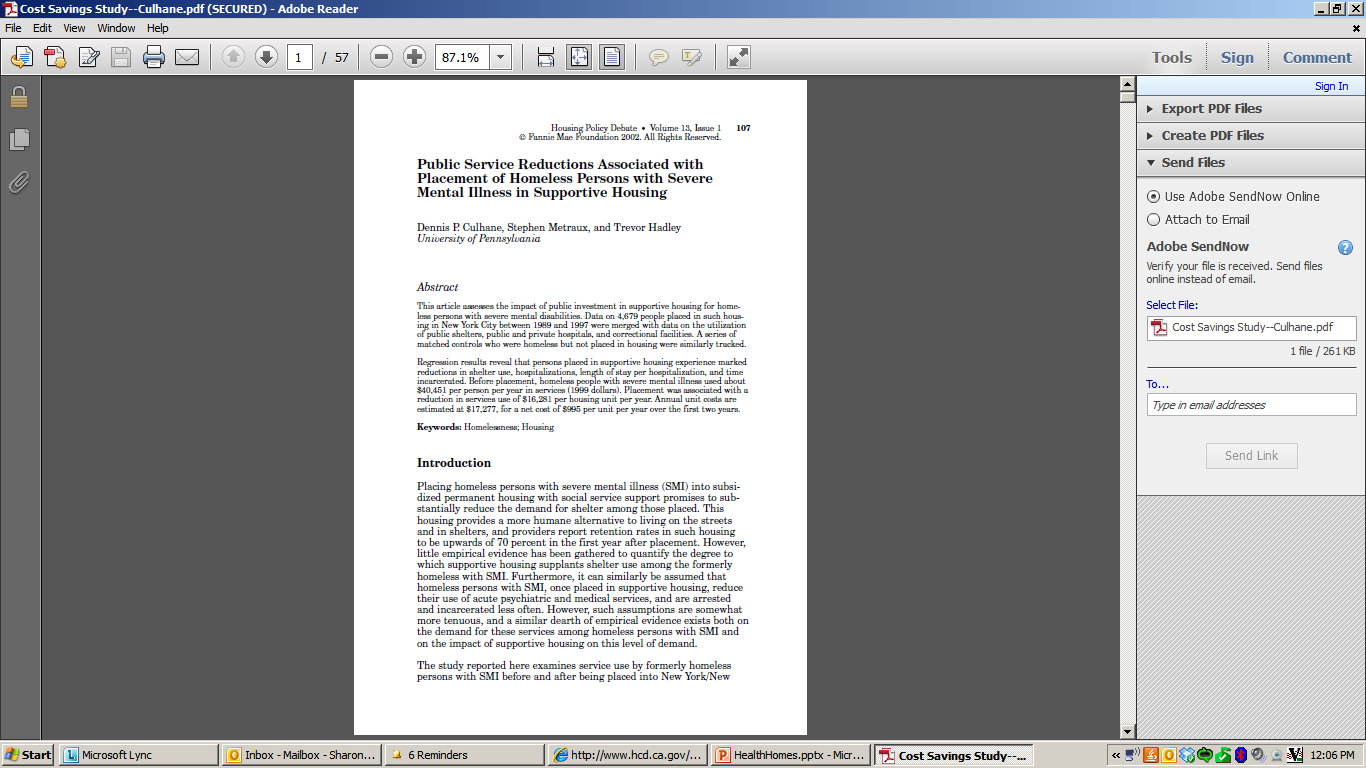 Cost Savings Study--Culhane.pdf (SECURED) - Adobe Reader
File Edit View Window Help
1 / 57 87.1% Tools Sign Comment
Sign In
Export PDF Files
Create PDF Files
Send Files
Use Adobe SendNow Online
Attach to Email
Adobe SendNow
Verify your file is received. Send files
online instead of email.
Select File:
Cost Savings Study--Culhane.pdf
1 file / 261 KB
To...
Type in email addresses
Send Link
Housing Policy Debate • Volume 13, Issue 1 107
© Fannie Mae Foundation 2002. All Rights Reserved.
Public Service Reductions Associated with
Placement of Homeless Persons with Severe
Mental Illness in Supportive Housing
Dennis P. Culhane, Stephen Metraux, and Trevor Hadley
University of Pennsylvania
Abstract
This article assesses the impact of public investment in supportive housing for home-
less persons with severe mental disabilities. Data on 4,679 people placed in such hous-
ing in New York City between 1989 and 1997 were merged with data on the utilization
of public shelters, public and private hospitals, and correctional facilities. A series of
matched controls who were homeless but not placed in housing were similarly tracked.
Regression results reveal that persons placed in supportive housing experience marked
reductions in shelter use, hospitalizations, length of stay per hospitalization, and time
incarcerated. Before placement, homeless people with severe mental illness used about
$40,451 per person per year in services (1999 dollars). Placement was associated with a
reduction in services use of $16,281 per housing unit per year. Annual unit costs are
estimated at $17,277, for a net cost of $995 per unit per year over the first two years.
Keywords: Homelessness; Housing
Introduction
Placing homeless persons with severe mental illness (SMI) into subsi-
dized permanent housing with social service support promises to sub-
stantially reduce the demand for shelter among those placed. This
housing provides a more humane alternative to living on the streets
and in shelters, and providers report retention rates in such housing
to be upwards of 70 percent in the first year after placement. However,
little empirical evidence has been gathered to quantify the degree to
which supportive housing supplants shelter use among the formerly
homeless with SMI. Furthermore, it can similarly be assumed that
homeless persons with SMI, once placed in supportive housing, reduce
their use of acute psychiatric and medical services, and are arrested
and incarcerated less often. However, such assumptions are somewhat
more tenuous, and a similar dearth of empirical evidence exists both on
the demand for these services among homeless persons with SMI and
on the impact of supportive housing on this level of demand.
The study reported here examines service use by formerly homeless
persons with SMI before and after being placed into New York/New
Start Microsoft Lync Inbox - Mailbox - Sharon... 6 Reminders http://www.hcd.ca.gov/... HealthHomes.pptx - Micr... Cost Savings Study--... 12:06 PM